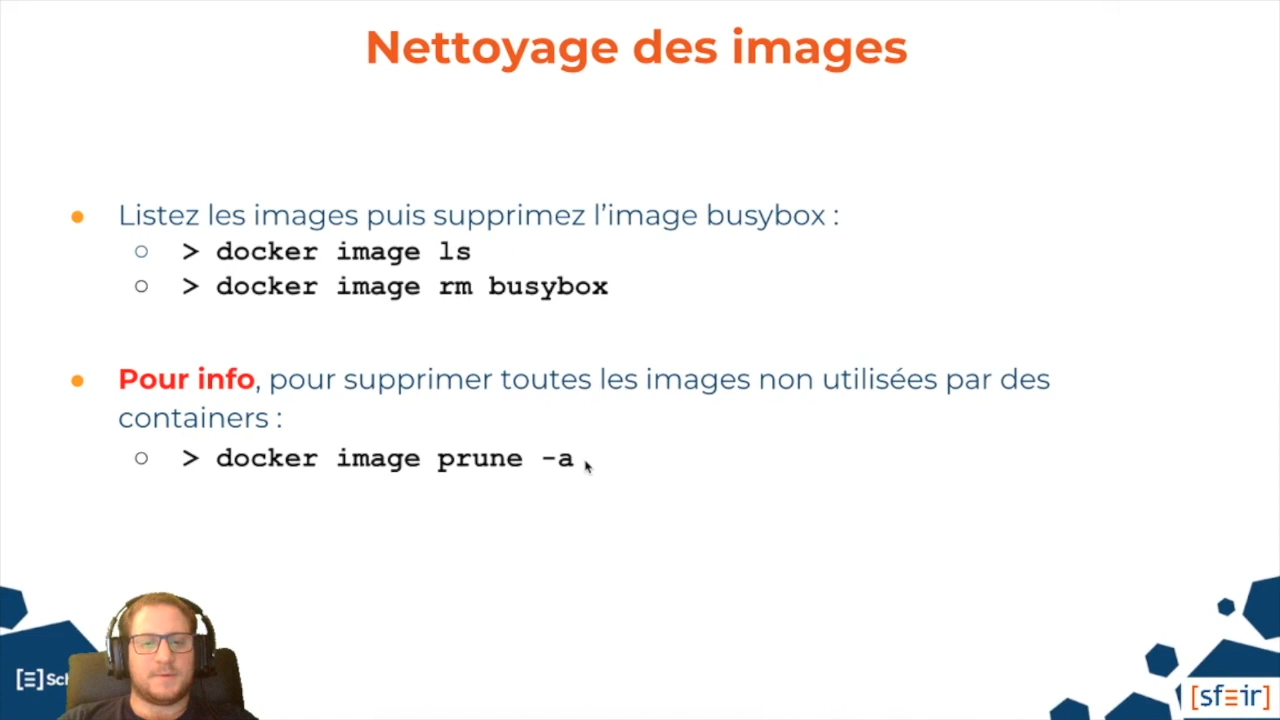 Nettoyage des images
Listez les images puis supprimez l’image busybox :
> docker image ls
> docker image rm busybox
Pour info, pour supprimer toutes les images non utilisées par des
containers :
> docker image prune -a
[sfeir]